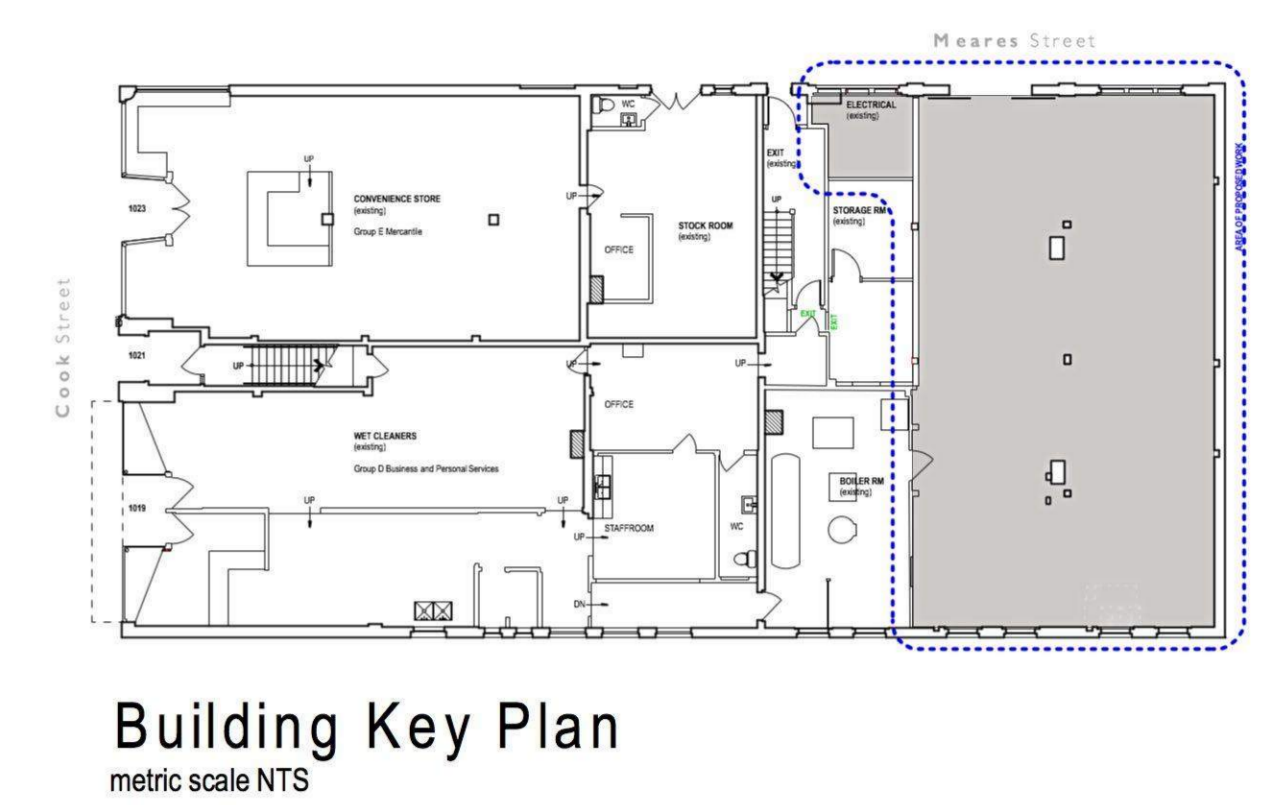 Meares Street
ELECTRICAL
(existing)
WC
EXIT
(existing)
AREA OF PROPOSED WORK
UP
CONVENIENCE STORE
(existing)
Group E Mercantile
1023
UP
UP
STORAGE RM
(existing)
STOCK ROOM
(existing)
OFFICE
Cook Street
EXIT
EXIT
1021
UP
UP
UP
OFFICE
WET CLEANERS
(existing)
Group D Business and Personal Services
BOILER RM
(existing)
1019
UP
UP
STAFFROOM
WC
UP
DN
Building Key Plan
metric scale NTS